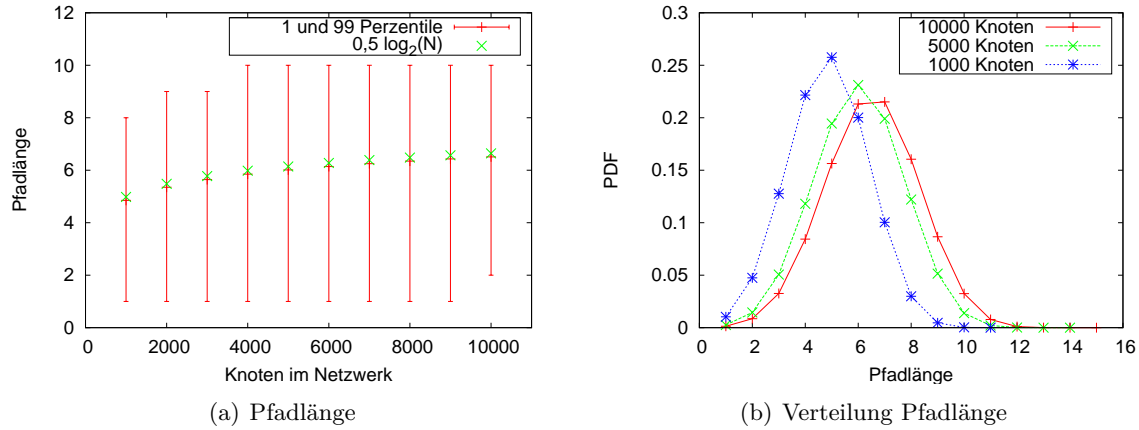 12
10
8
6
4
2
0
0 2000 4000 6000 8000 10000
Pfadlänge
Knoten im Netzwerk
1 und 99 Perzentile
0,5 log₂(N)
(a) Pfadlänge
0.3
0.25
0.2
0.15
0.1
0.05
0
0 2 4 6 8 10 12 14 16
PDF
Pfadlänge
10000 Knoten
5000 Knoten
1000 Knoten
(b) Verteilung Pfadlänge